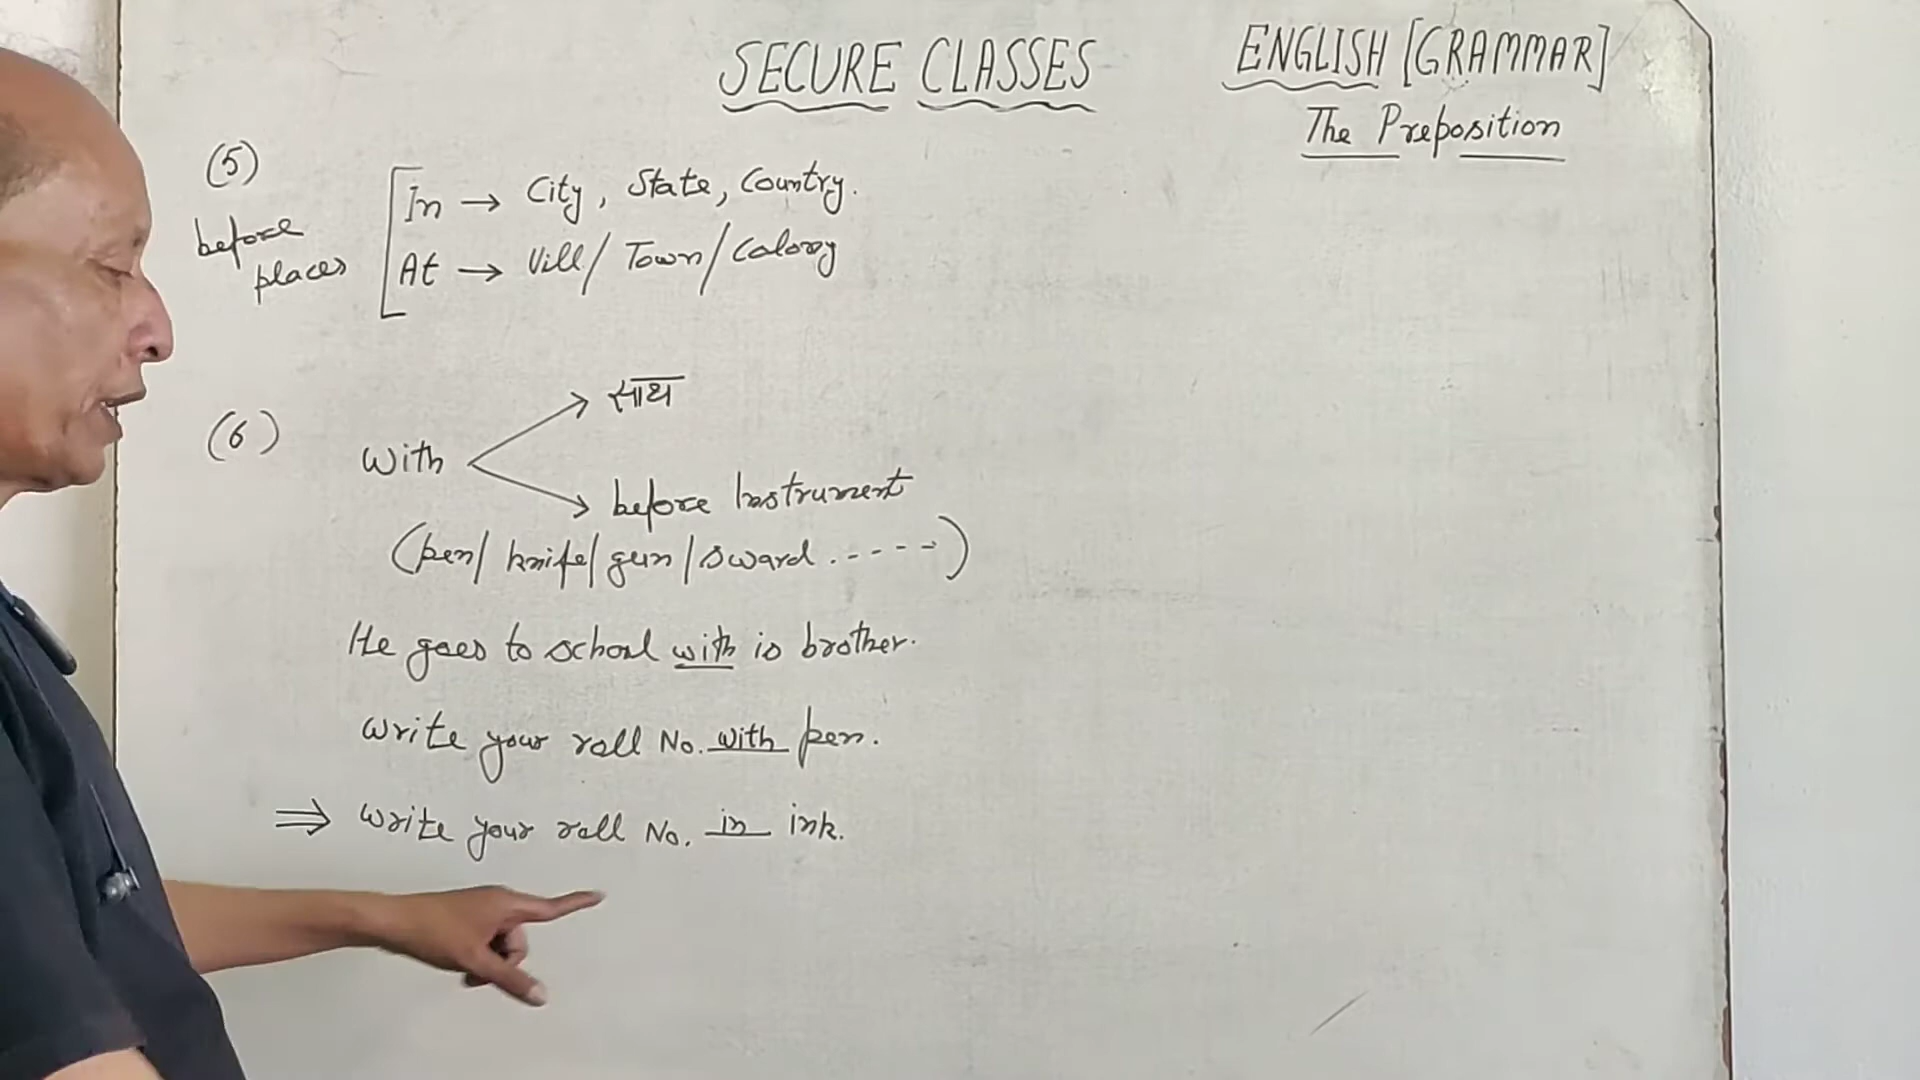 SECURE CLASSES
ENGLISH [GRAMMAR]
The Preposition
(5)
before places
In → City, State, Country.
At → Vill/ Town/ Colony
(6)
With → साथ
→ before Instrument
(pen/ knife/ gun/ sward .----)
He goes to school with is brother.
Write your roll No. with pen.
⇒ Write your roll No. in ink.